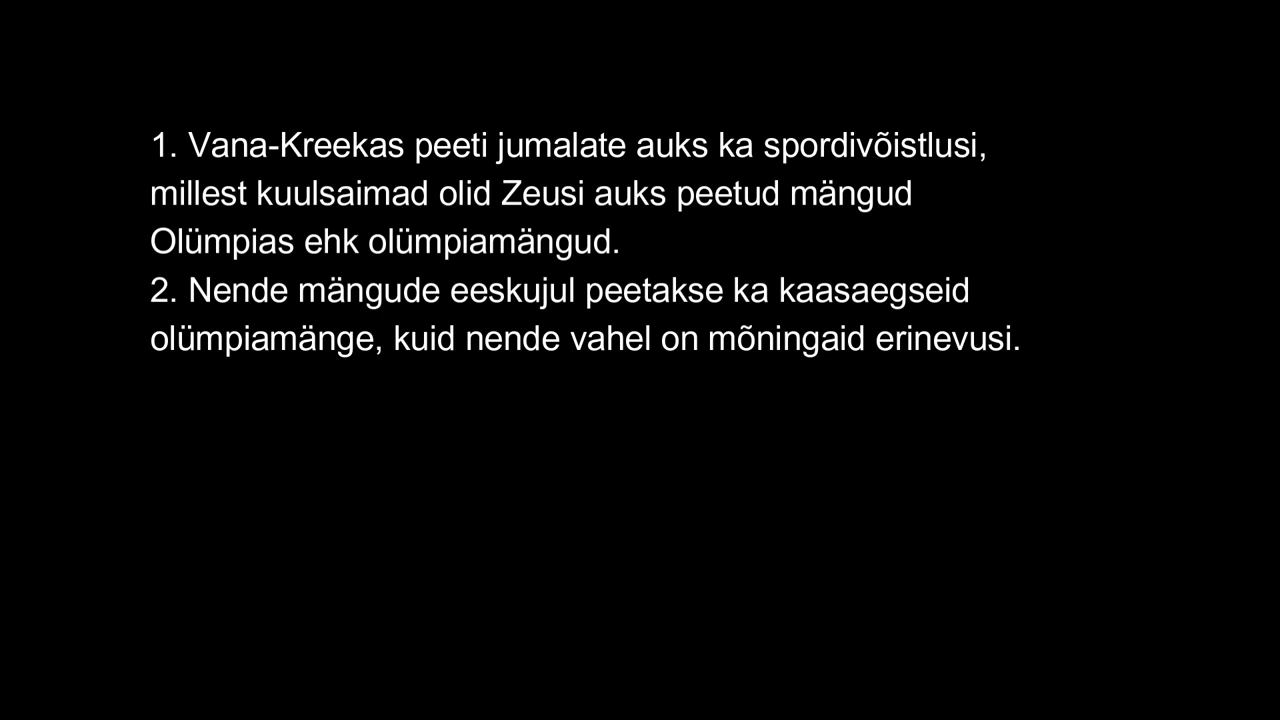 1. Vana-Kreekas peeti jumalate auks ka spordivõistlusi,
millest kuulsaimad olid Zeusi auks peetud mängud
Olümpias ehk olümpiamängud.
2. Nende mängude eeskujul peetakse ka kaasaegseid
olümpiamänge, kuid nende vahel on mõningaid erinevusi.